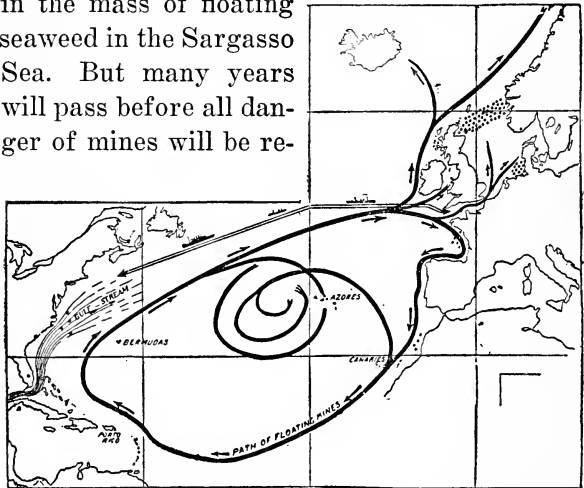 in the mass of floating
seaweed in the Sargasso
Sea. But many years
will pass before all dan-
ger of mines will be re-
GULF STREAM
AZORES
BERMUDAS
CANARIES
PORTO
RICO
PATH OF FLOATING MINES